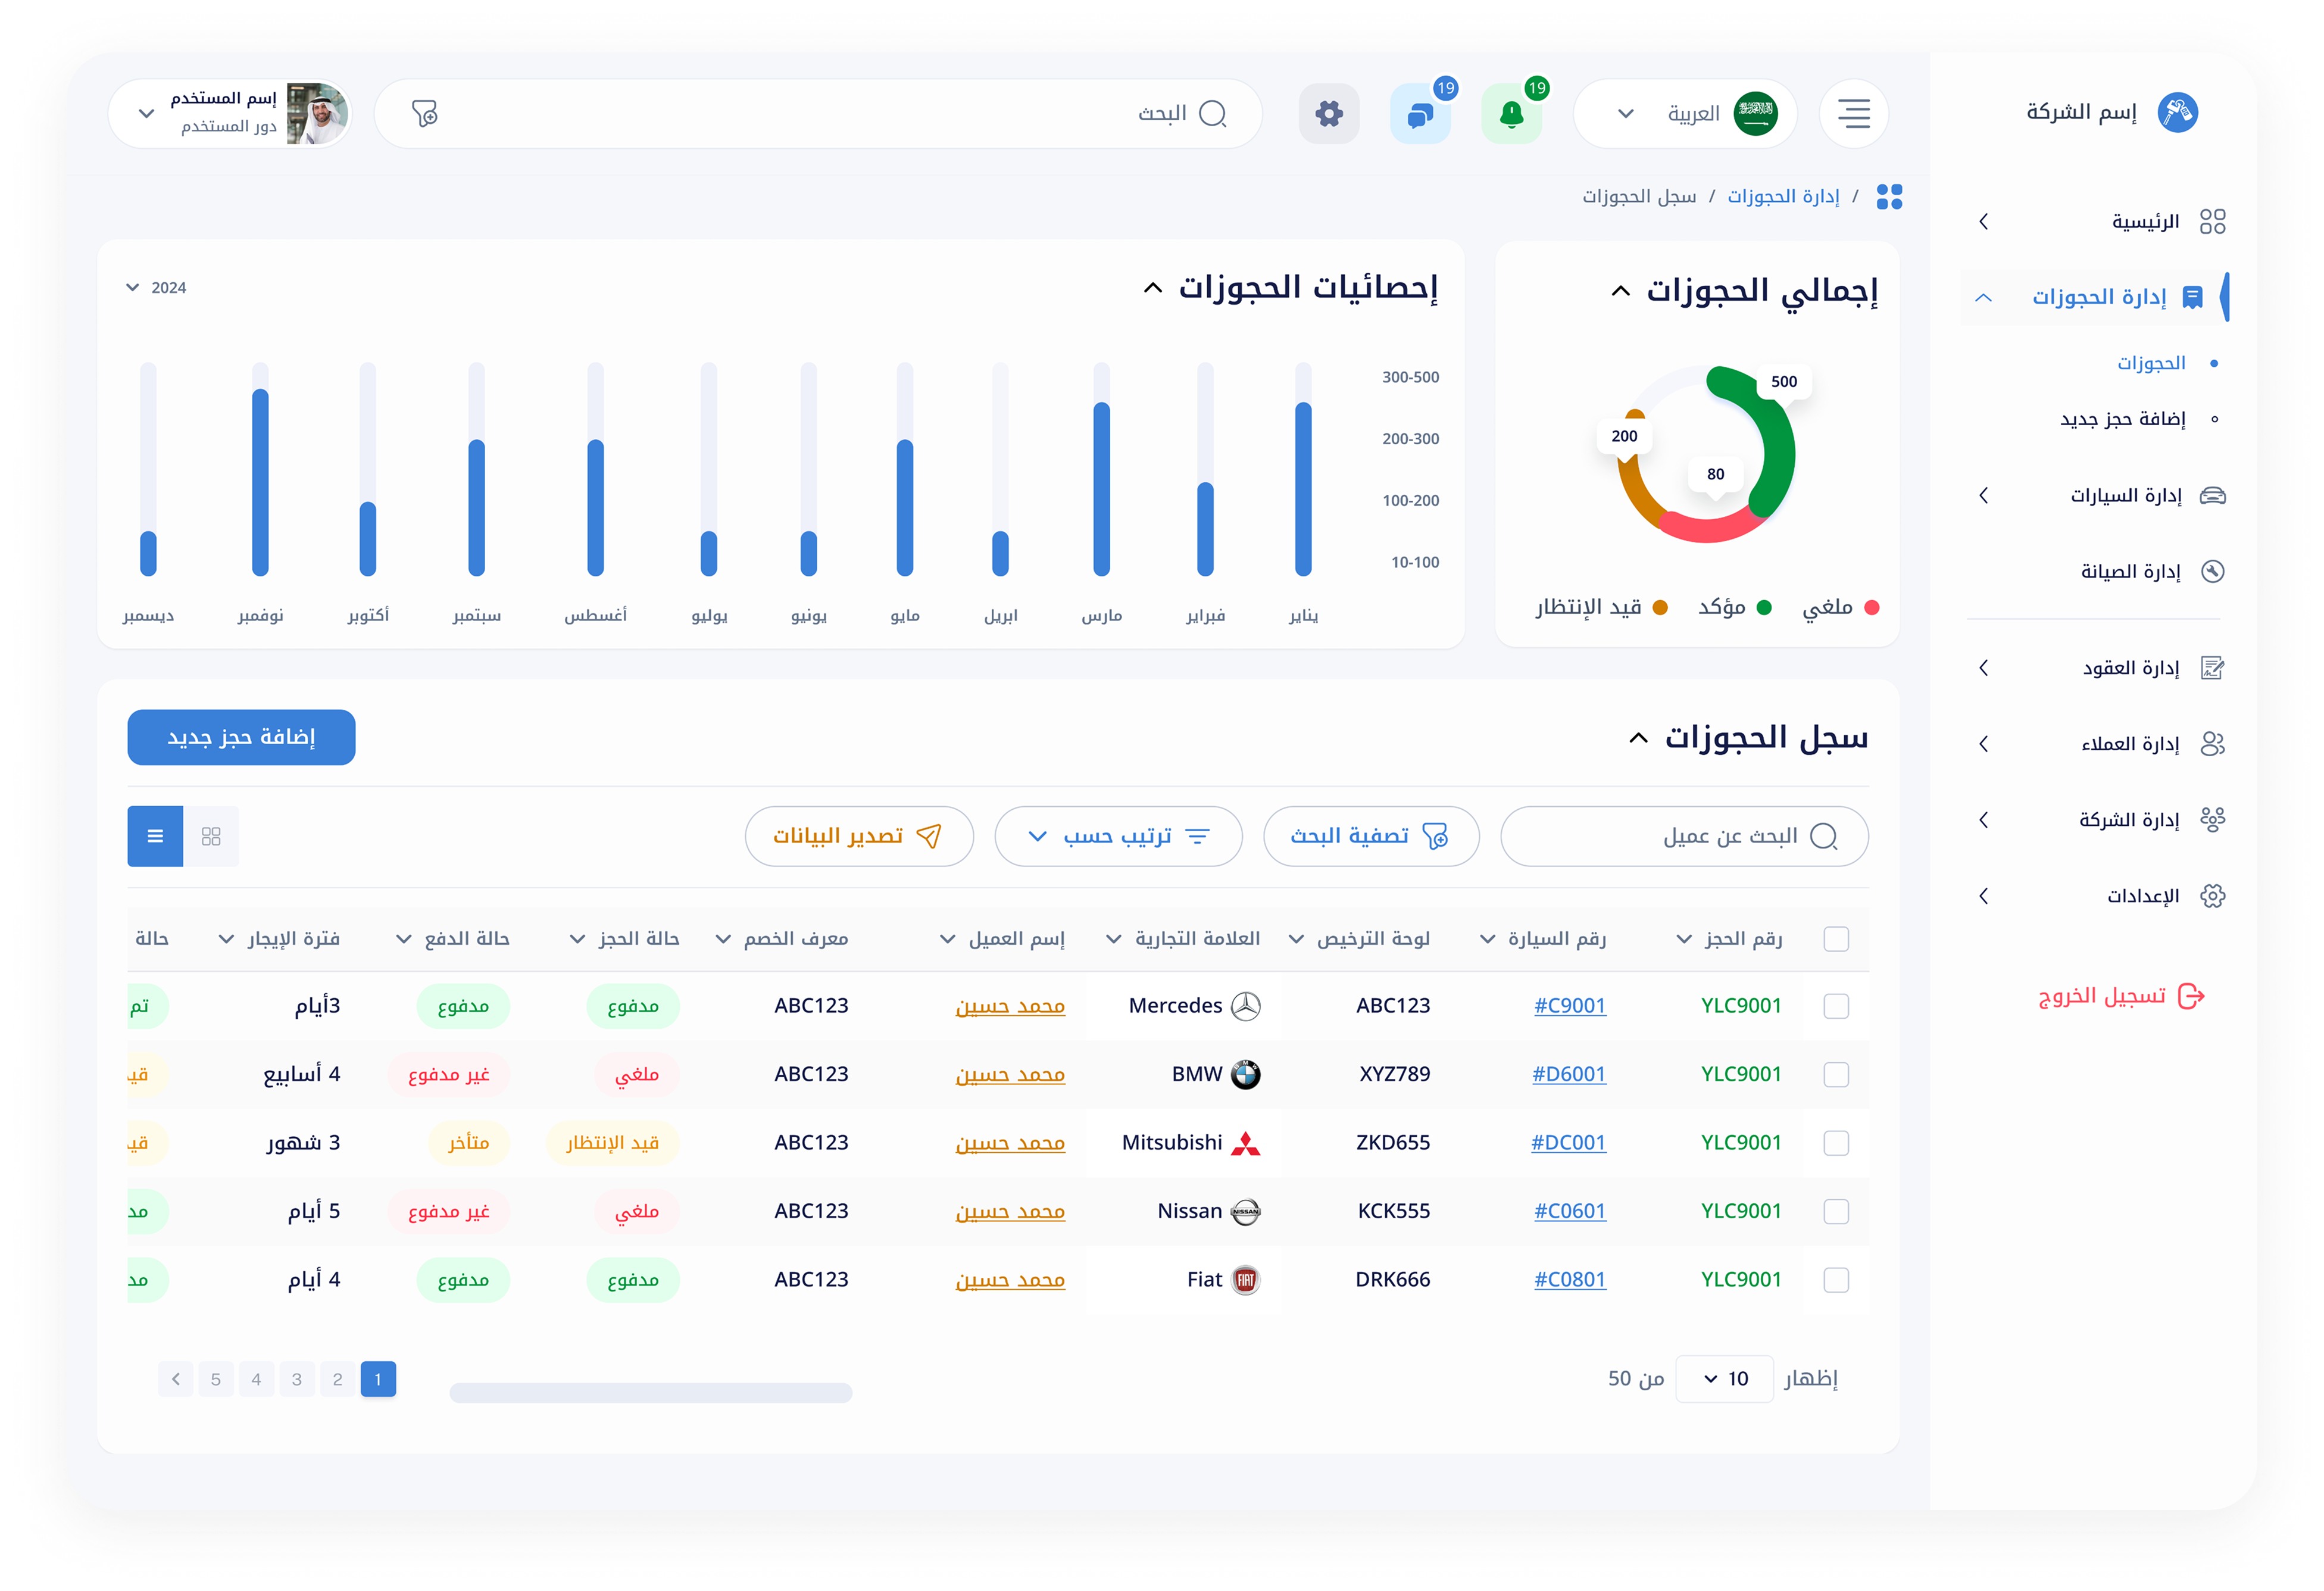 إسم الشركة
الرئيسية
إدارة الحجوزات
الحجوزات
إضافة حجز جديد
إدارة السيارات
إدارة الصيانة
إدارة العقود
إدارة العملاء
إدارة الشركة
الإعدادات
تسجيل الخروج
العربية
19
19
البحث
إسم المستخدم
دور المستخدم
/ إدارة الحجوزات / سجل الحجوزات
إجمالي الحجوزات
500
200
80
ملغي مؤكد قيد الإنتظار
إحصائيات الحجوزات
2024
300-500
200-300
100-200
10-100
يناير فبراير مارس ابريل مايو يونيو يوليو أغسطس سبتمبر أكتوبر نوفمبر ديسمبر
سجل الحجوزات
إضافة حجز جديد
البحث عن عميل تصفية البحث ترتيب حسب تصدير البيانات
رقم الحجز رقم السيارة لوحة الترخيص العلامة التجارية إسم العميل معرف الخصم حالة الحجز حالة الدفع فترة الإيجار حالة
YLC9001 #C9001 ABC123 Mercedes محمد حسين ABC123 مدفوع مدفوع 3أيام تم
YLC9001 #D6001 XYZ789 BMW محمد حسين ABC123 ملغي غير مدفوع 4 أسابيع
YLC9001 #DC001 ZKD655 Mitsubishi محمد حسين ABC123 قيد الإنتظار متأخر 3 شهور
YLC9001 #C0601 KCK555 Nissan محمد حسين ABC123 ملغي غير مدفوع 5 أيام
YLC9001 #C0801 DRK666 Fiat محمد حسين ABC123 مدفوع مدفوع 4 أيام
إظهار 10 من 50
1 2 3 4 5